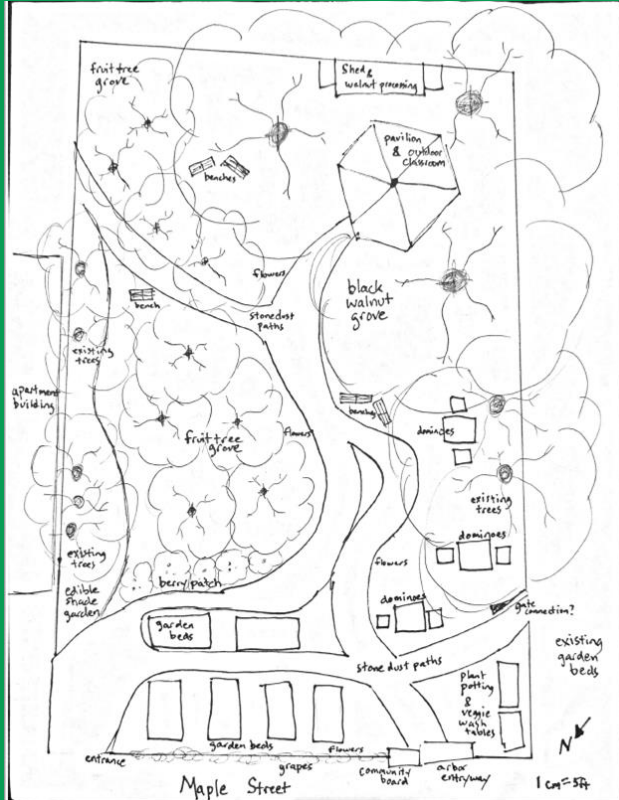 fruit tree
grove
Shed &
walnut processing
pavilion
& outdoor
classroom
benches
flowers
bench
stonedust
paths
black
walnut
grove
existing
trees
apartment
building
benches
fruit tree
grove
flowers
dominoes
existing
trees
dominoes
existing
trees
flowers
berry patch
edible
shade
garden
dominoes
gate
connection?
garden
beds
existing
garden
beds
stone dust paths
plant
potting
&
veggie
wash
tables
garden beds
flowers
entrance
grapes
community
board
arbor
entryway
N
Maple Street
1 cm = 5ft